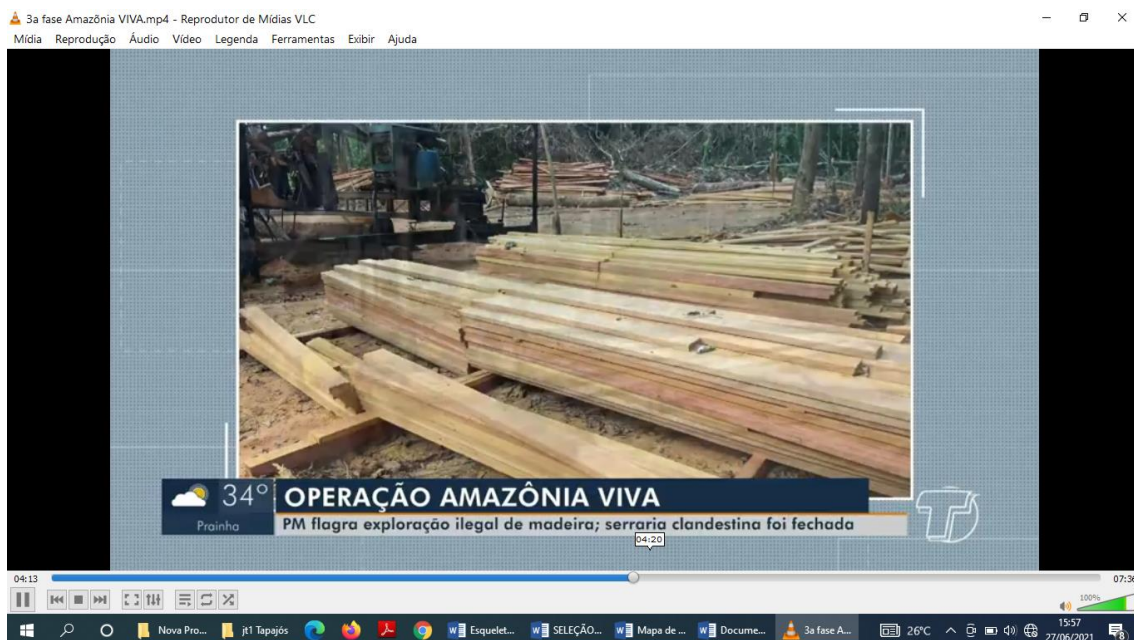 3a fase Amazônia VIVA.mp4 - Reprodutor de Mídias VLC
Mídia Reprodução Áudio Vídeo Legenda Ferramentas Exibir Ajuda
34°
OPERAÇÃO AMAZÔNIA VIVA
Prainha
PM flagra exploração ilegal de madeira; serraria clandestina foi fechada
04:20
04:13
07:36
100%
Nova Pro... jt1 Tapajós Esquelet... SELEÇÃO... Mapa de ... Docume... 3a fase A... 26°C
15:57
27/06/2021